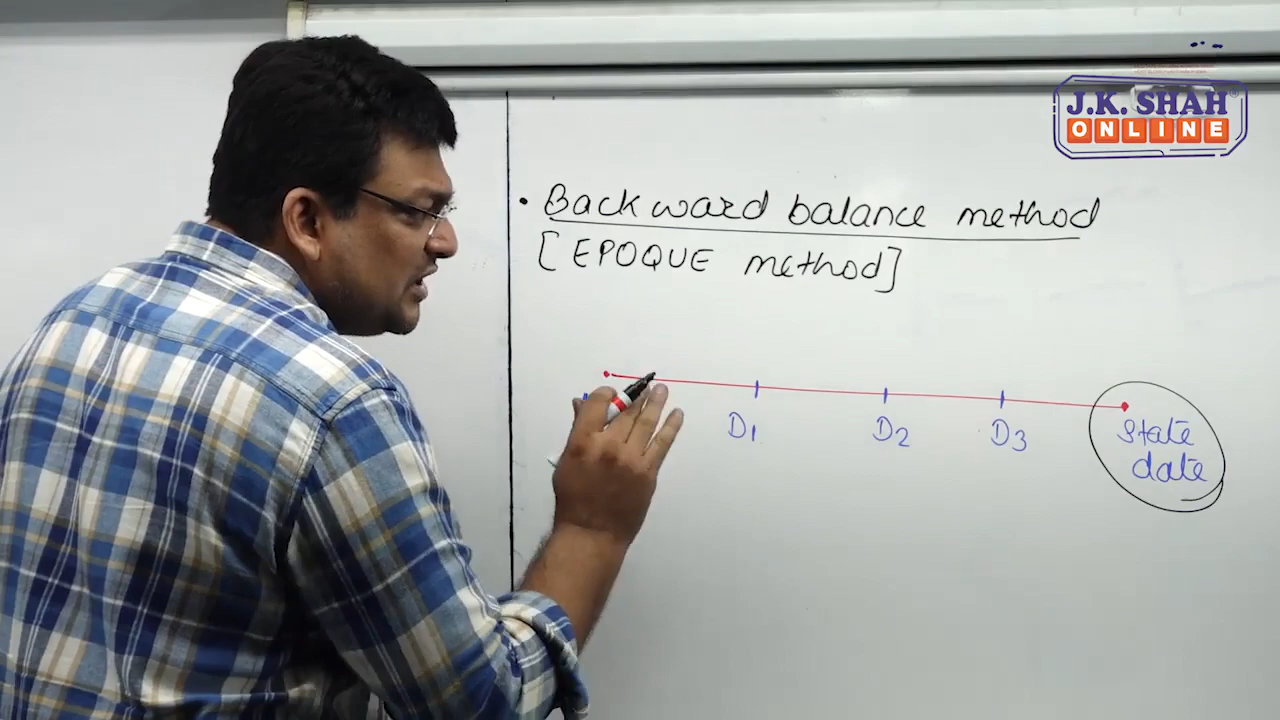 J.K. SHAH®
ONLINE
• Backward balance method
[EPOQUE method]
D1 D2 D3 State
date